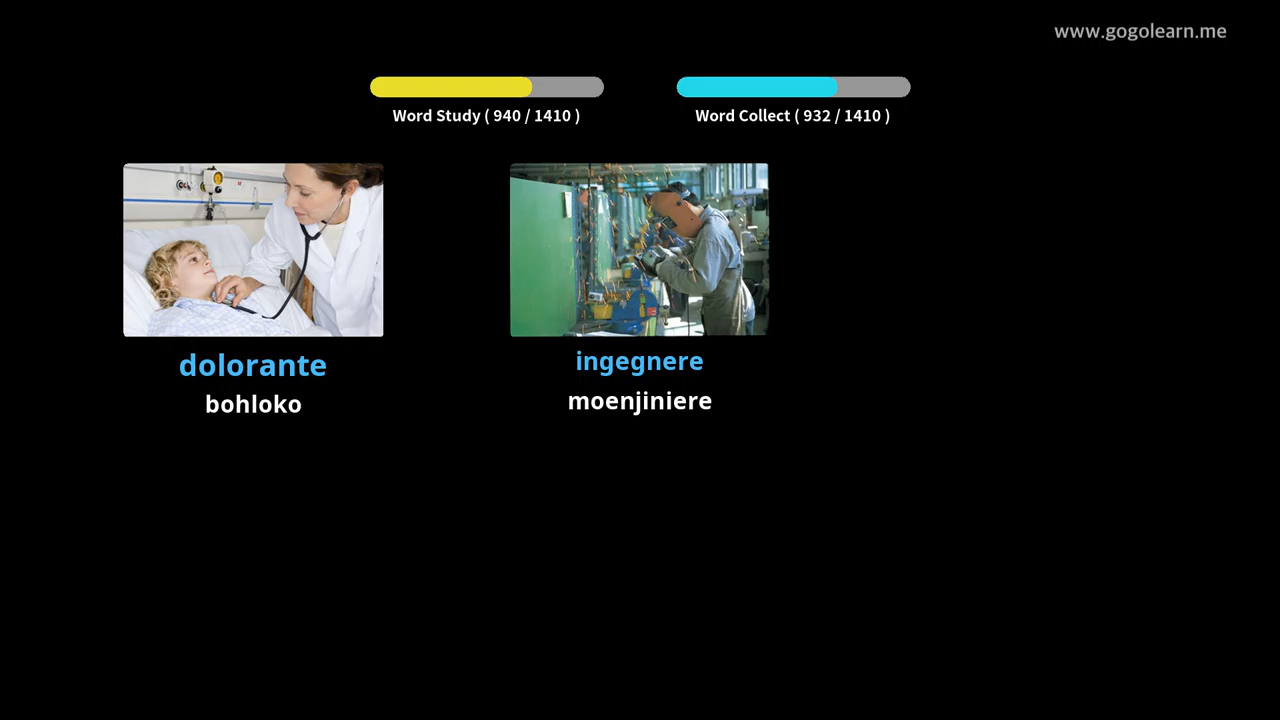 www.gogolearn.me
Word Study ( 940 / 1410 )
Word Collect ( 932 / 1410 )
dolorante
bohloko
ingegnere
moenjiniere